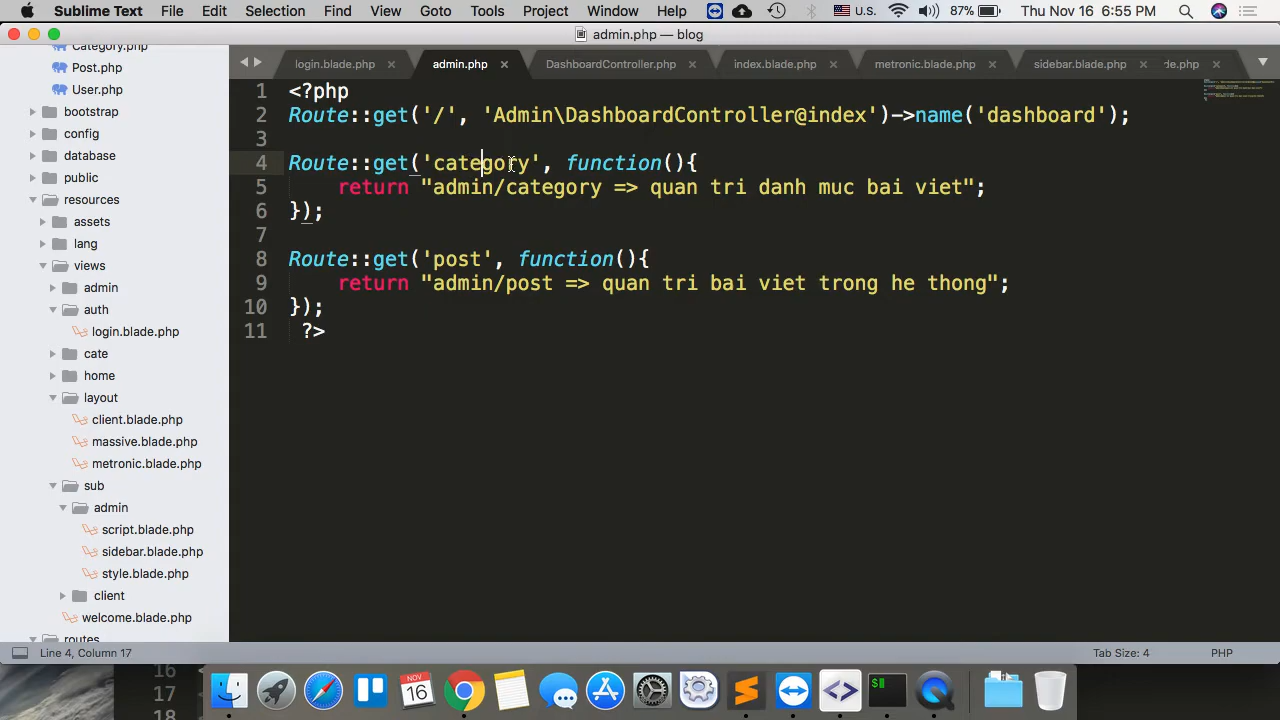 Sublime Text File Edit Selection Find View Goto Tools Project Window Help U.S. 87% Thu Nov 16 6:55 PM
admin.php — blog
login.blade.php admin.php DashboardController.php index.blade.php metronic.blade.php sidebar.blade.php
Category.php
Post.php
User.php
bootstrap
config
database
public
resources
assets
lang
views
admin
auth
login.blade.php
cate
home
layout
client.blade.php
massive.blade.php
metronic.blade.php
sub
admin
script.blade.php
sidebar.blade.php
style.blade.php
client
welcome.blade.php
routes
1 <?php
2 Route::get('/', 'Admin\DashboardController@index')->name('dashboard');
3
4 Route::get('category', function(){
5 return "admin/category => quan tri danh muc bai viet";
6 });
7
8 Route::get('post', function(){
9 return "admin/post => quan tri bai viet trong he thong";
10 });
11 ?>
Line 4, Column 17 Tab Size: 4 PHP
16
17
18
NOV
16